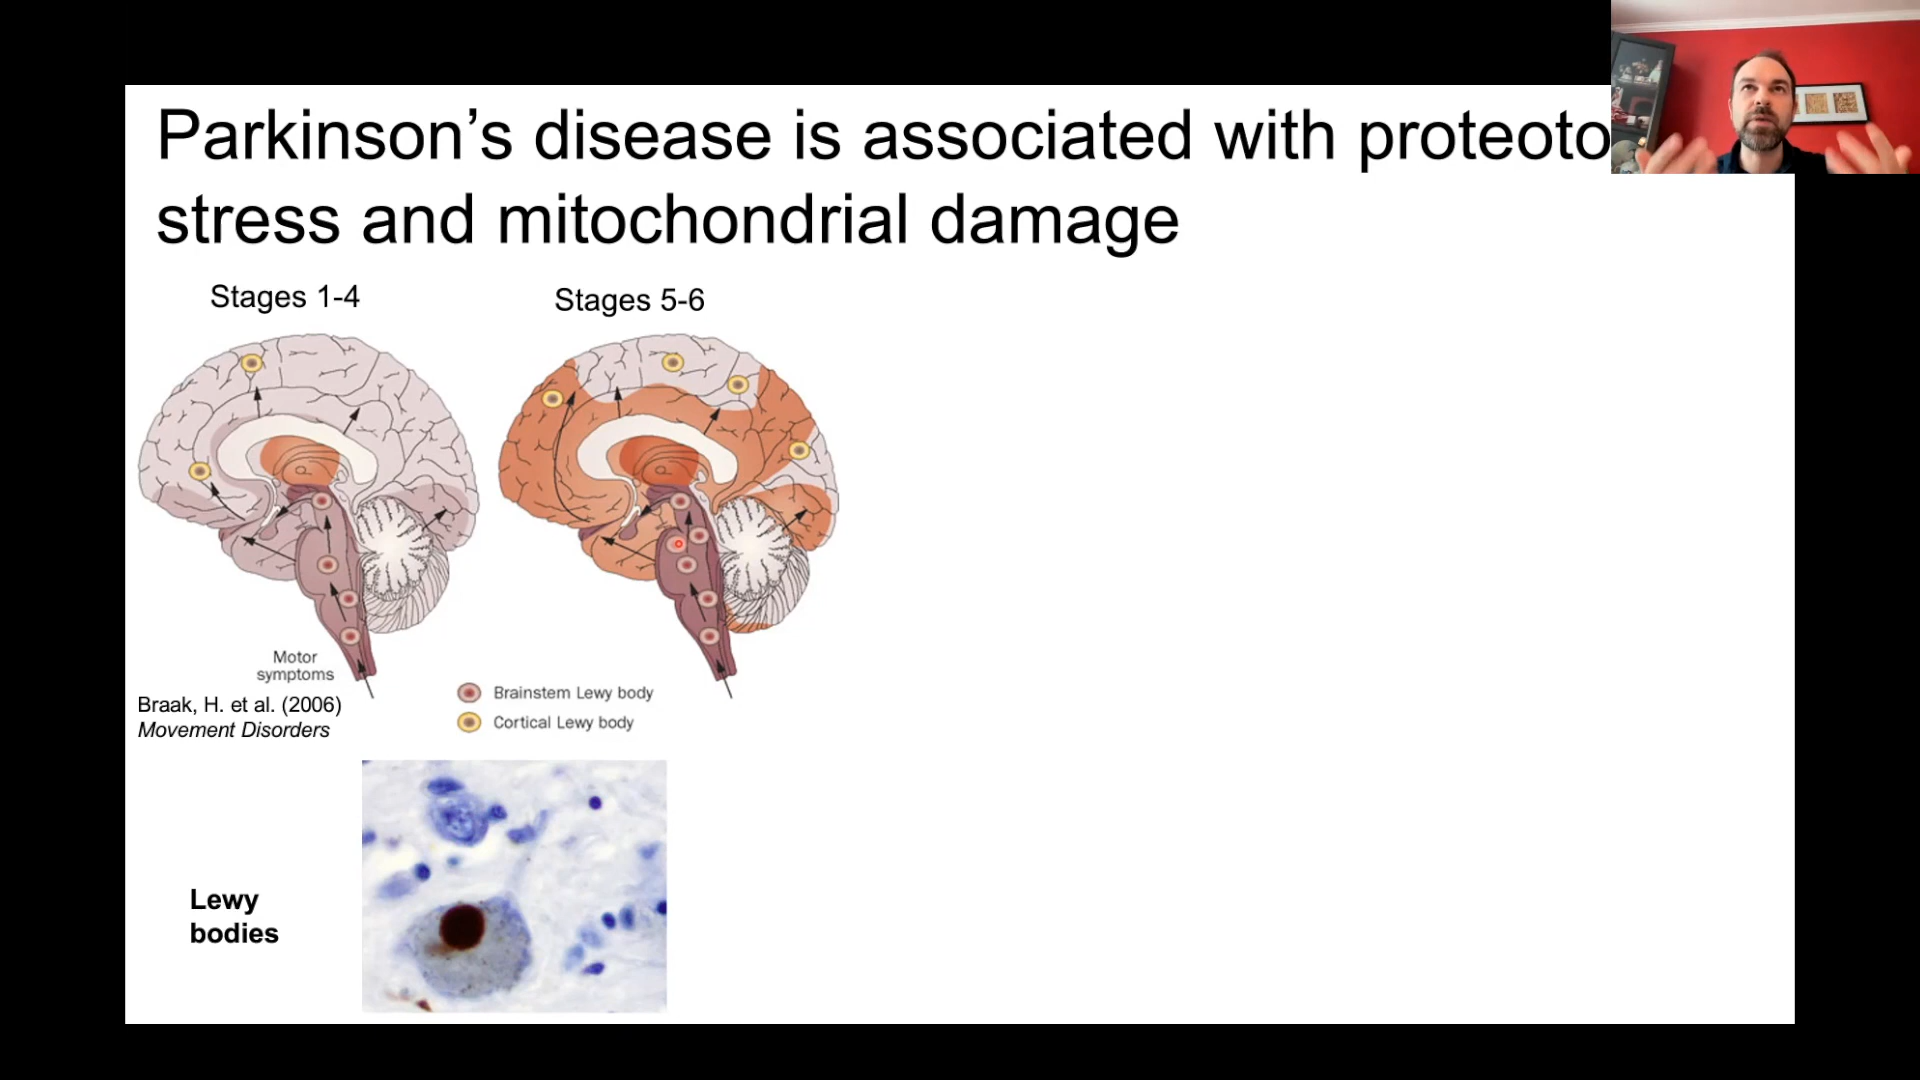 Parkinson’s disease is associated with proteoto
stress and mitochondrial damage
Stages 1-4
Stages 5-6
Motor
symptoms
Braak, H. et al. (2006)
Movement Disorders
Brainstem Lewy body
Cortical Lewy body
Lewy
bodies